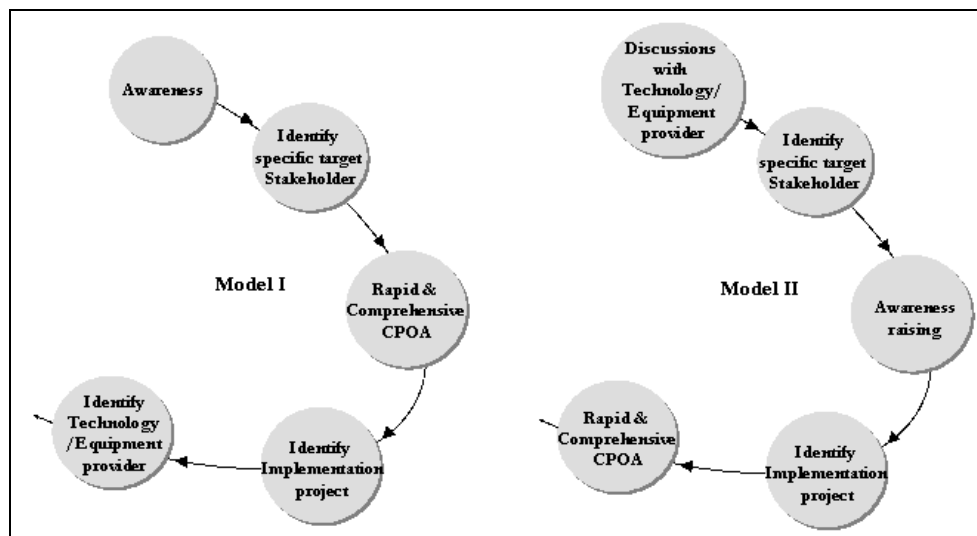 Awareness
Identify
specific target
Stakeholder
Model I
Rapid &
Comprehensive
CPOA
Identify
Implementation
project
Identify
Technology
/Equipment
provider
Discussions
with
Technology/
Equipment
provider
Identify
specific target
Stakeholder
Model II
Awareness
raising
Identify
Implementation
project
Rapid &
Comprehensive
CPOA